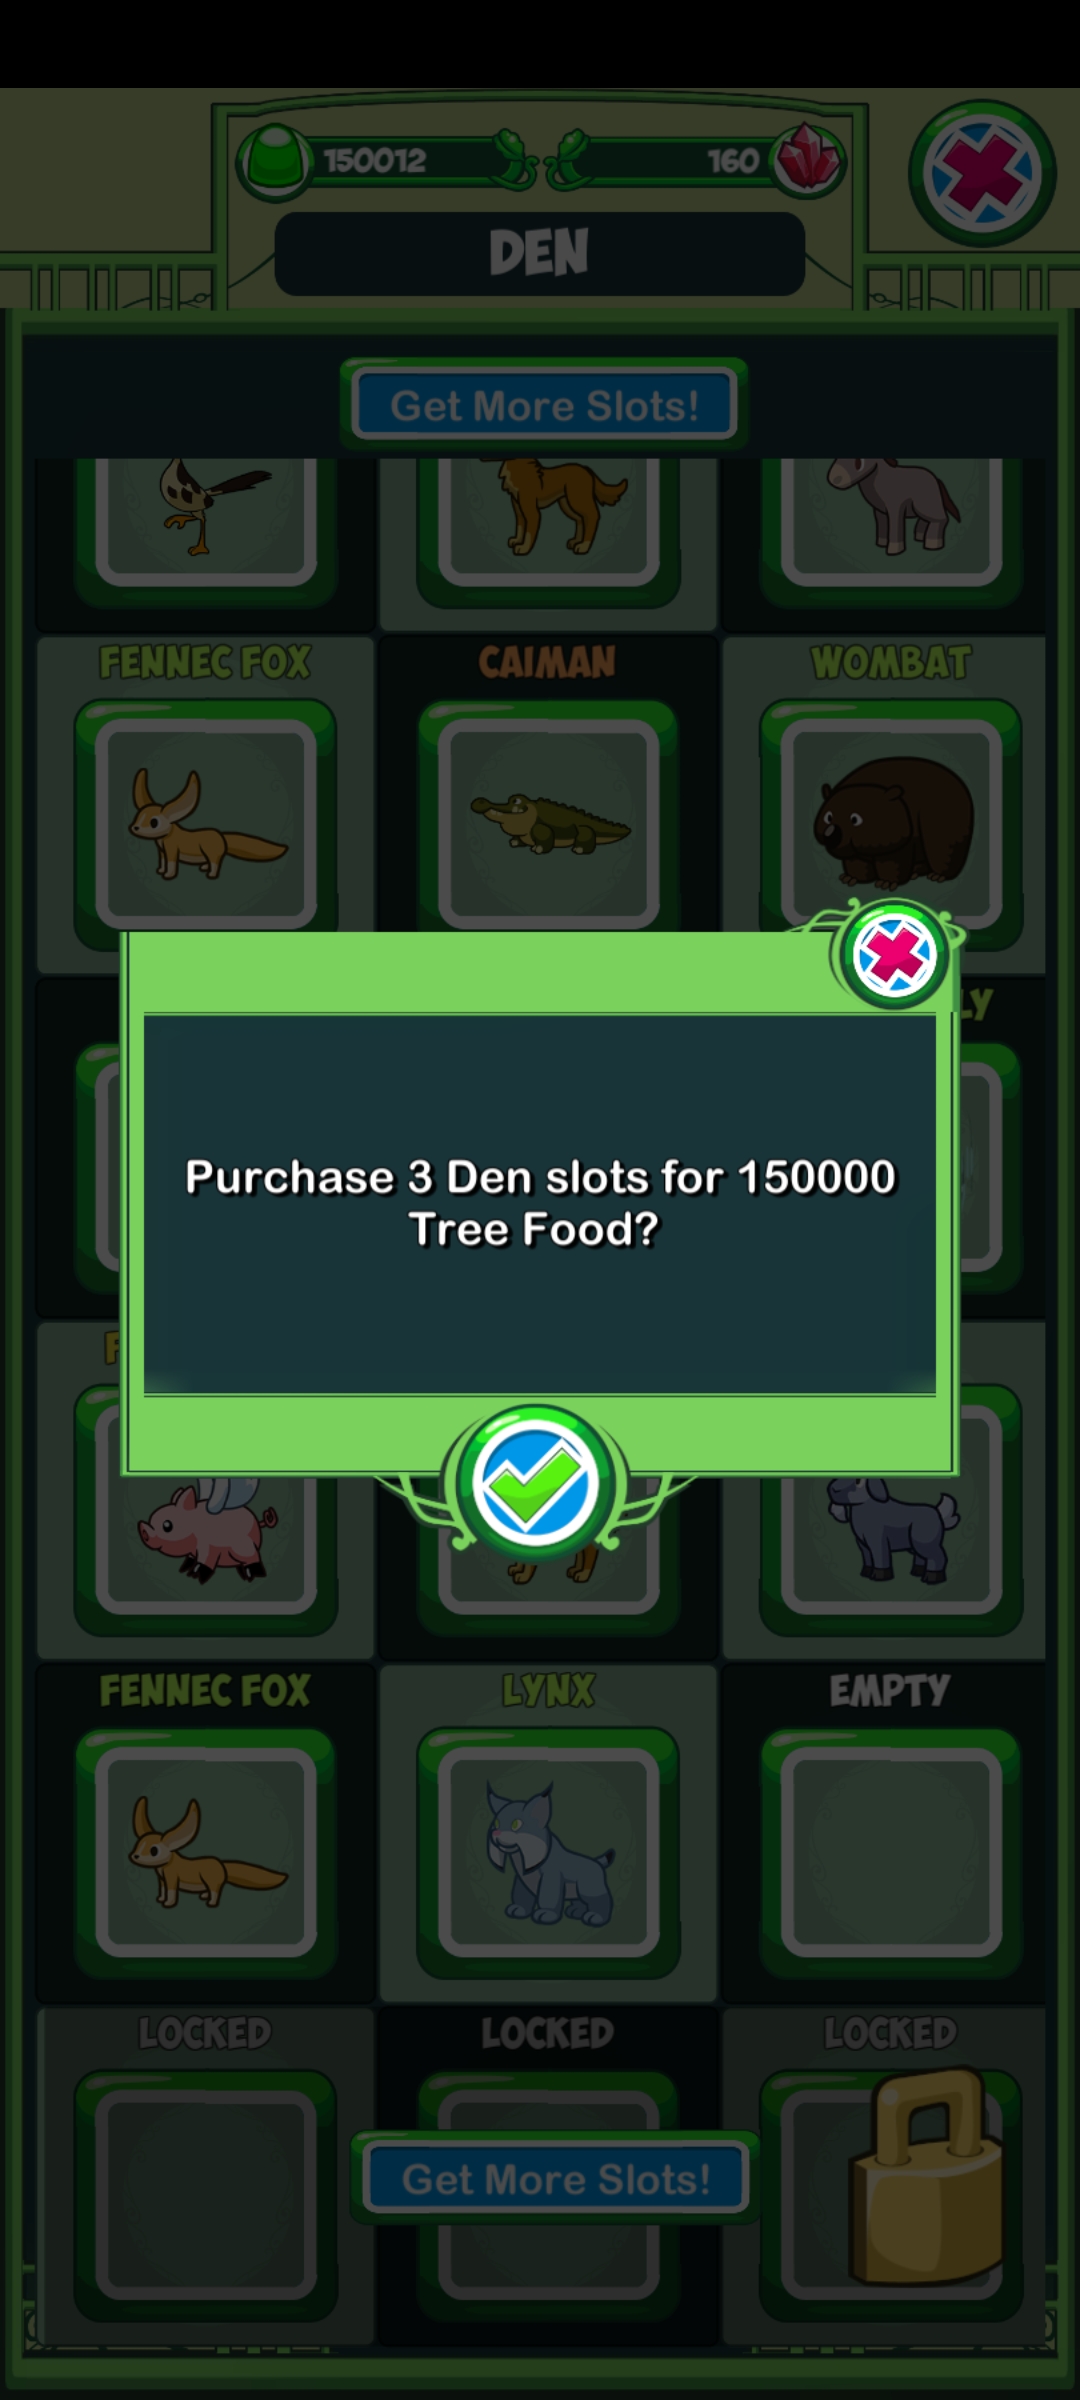 150012
160
DEN
Get More Slots!
FENNEC FOX
CAIMAN
WOMBAT
LY
Purchase 3 Den slots for 150000
Tree Food?
FENNEC FOX
LYNX
EMPTY
LOCKED
LOCKED
LOCKED
Get More Slots!